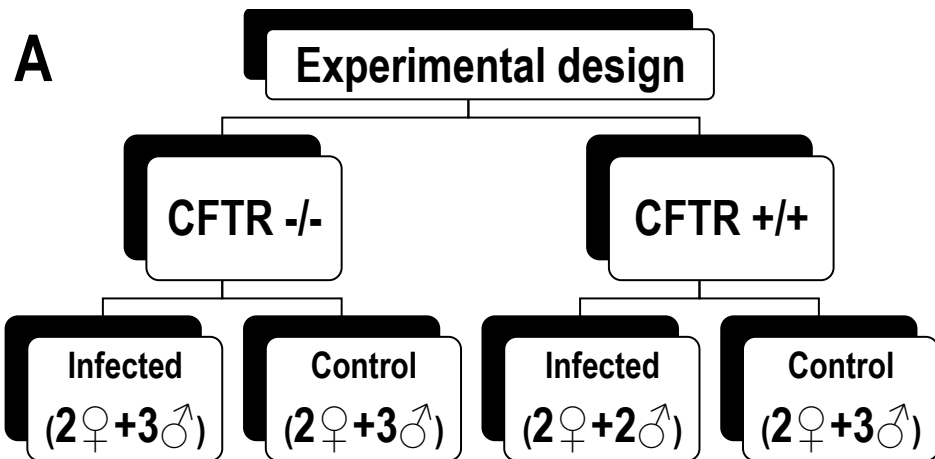 A
Experimental design
CFTR -/-
CFTR +/+
Infected
(2♀+3♂)
Control
(2♀+3♂)
Infected
(2♀+2♂)
Control
(2♀+3♂)